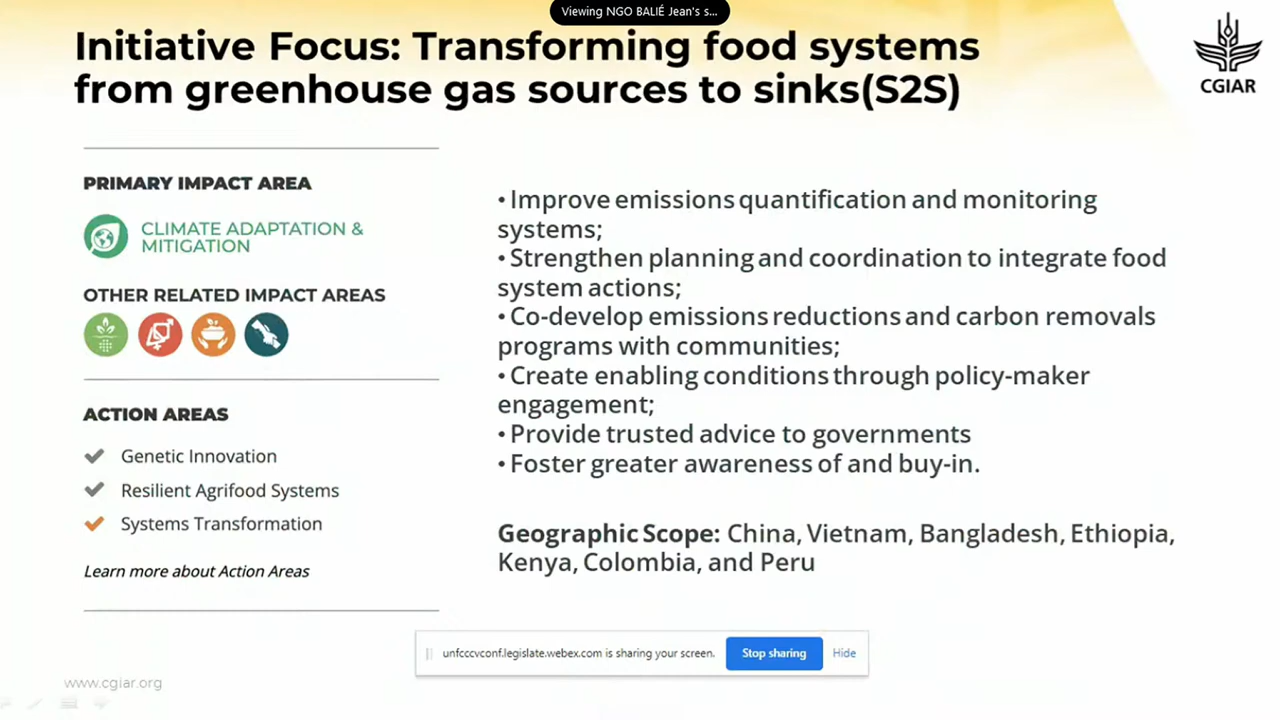 Viewing NGO BALIÉ Jean's s...
Initiative Focus: Transforming food systems
from greenhouse gas sources to sinks(S2S)
CGIAR
PRIMARY IMPACT AREA
CLIMATE ADAPTATION &
MITIGATION
OTHER RELATED IMPACT AREAS
ACTION AREAS
Genetic Innovation
Resilient Agrifood Systems
Systems Transformation
Learn more about Action Areas
• Improve emissions quantification and monitoring
systems;
• Strengthen planning and coordination to integrate food
system actions;
• Co-develop emissions reductions and carbon removals
programs with communities;
• Create enabling conditions through policy-maker
engagement;
• Provide trusted advice to governments
• Foster greater awareness of and buy-in.
Geographic Scope: China, Vietnam, Bangladesh, Ethiopia,
Kenya, Colombia, and Peru
unfcccvconf.legislate.webex.com is sharing your screen. Stop sharing Hide
www.cgiar.org